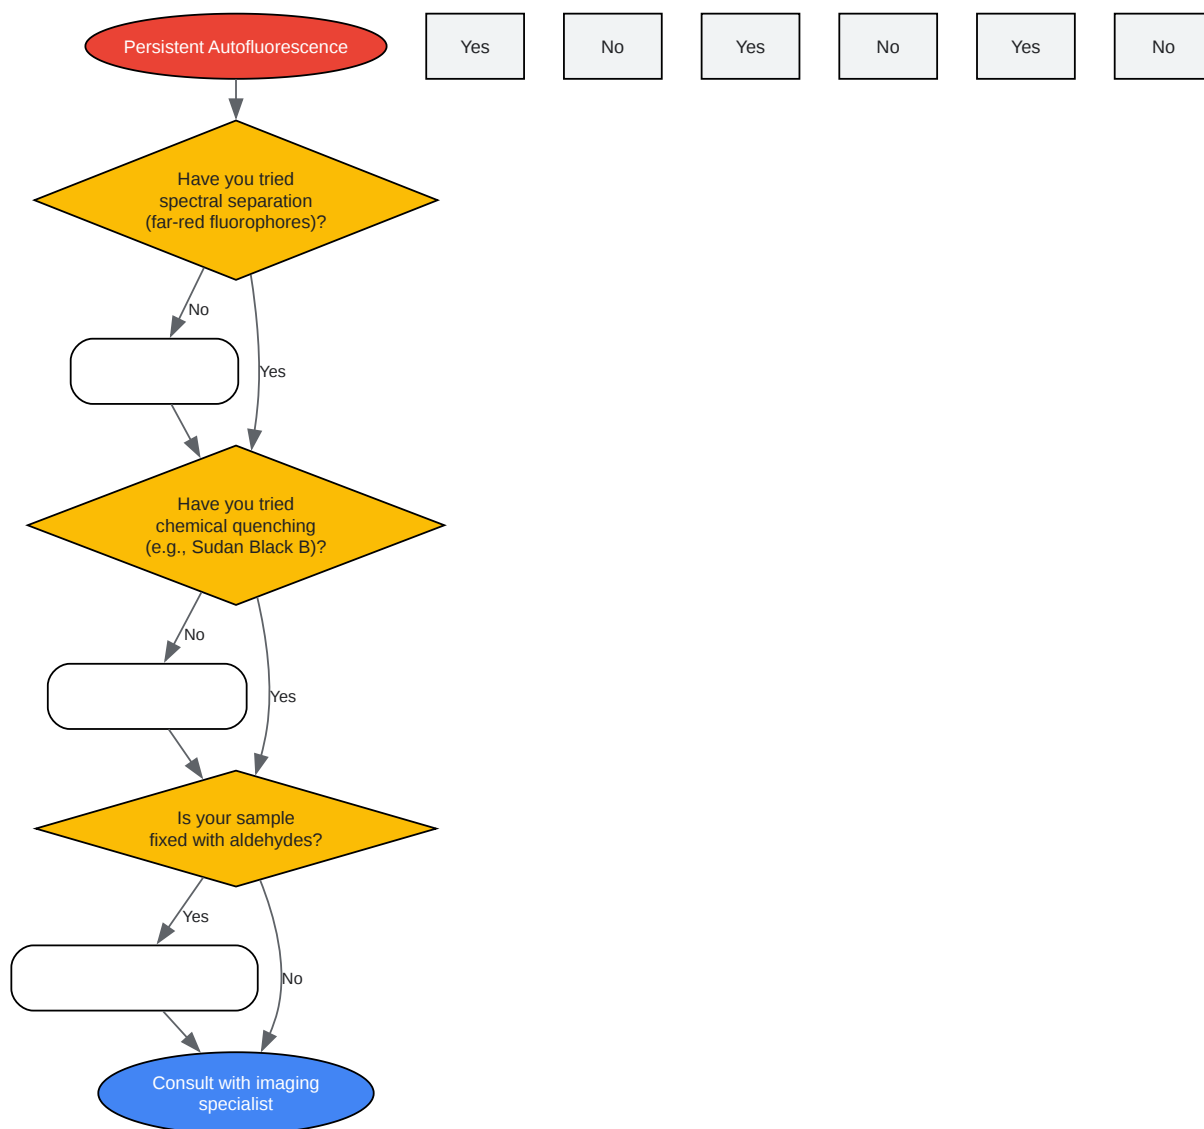 Persistent Autofluorescence
Yes
No
Yes
No
Yes
No
Have you tried
spectral separation
(far-red fluorophores)?
No
Yes
Have you tried
chemical quenching
(e.g., Sudan Black B)?
No
Yes
Is your sample
fixed with aldehydes?
Yes
No
Consult with imaging
specialist